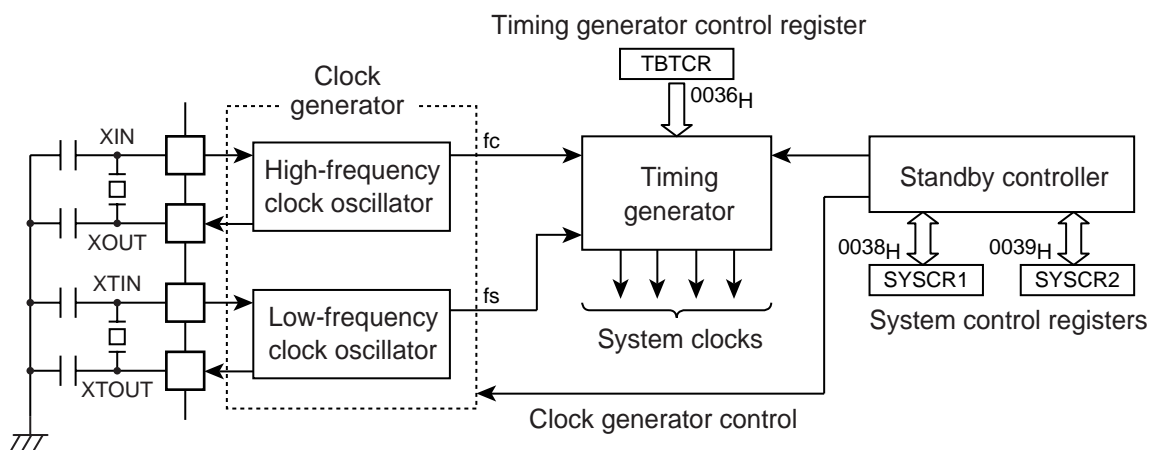 Timing generator control register
TBTCR
0036H
Clock
generator
XIN
fc
High-frequency
clock oscillator
Timing
generator
Standby controller
XOUT
0038H
0039H
XTIN
fs
SYSCR1
SYSCR2
Low-frequency
clock oscillator
System clocks
System control registers
XTOUT
Clock generator control